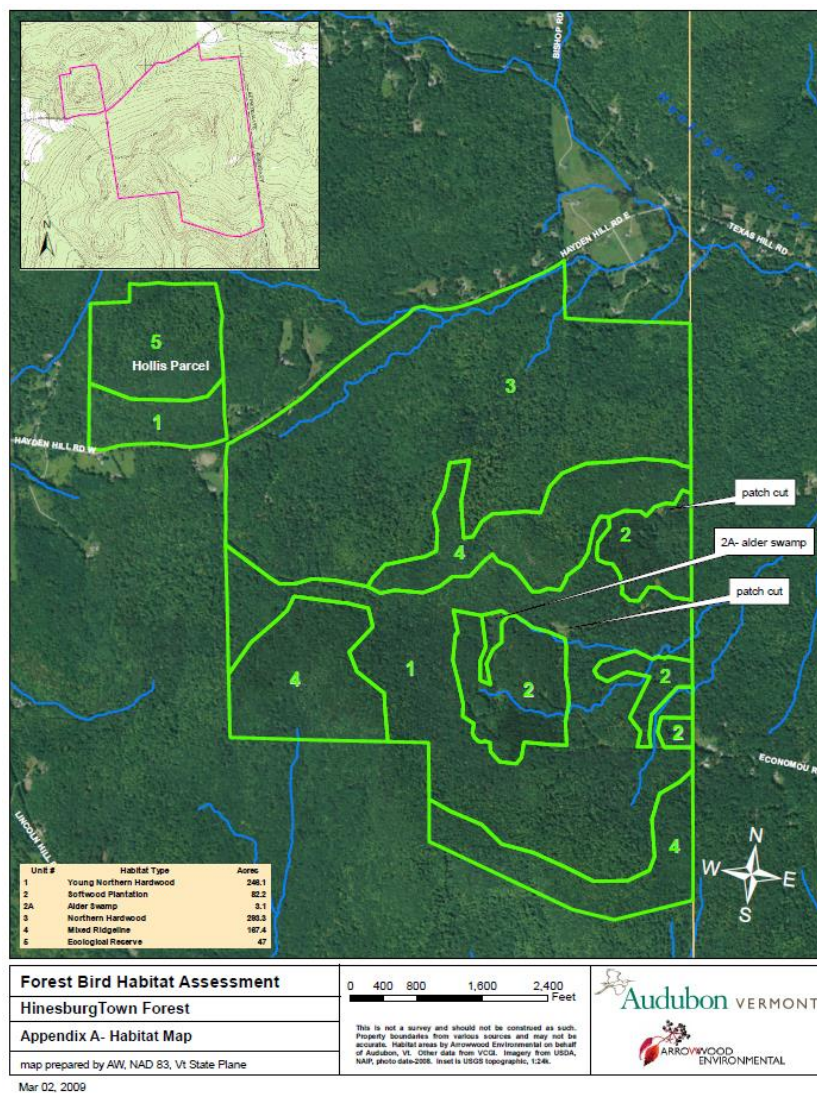 N
BISHOP RD
TEXAS HILL RD
HAYDEN HILL RD E
5
Hollis Parcel
3
1
HAYDEN HILL RD W
patch cut
2
2A- alder swamp
4
patch cut
4
1
2
2
2
ECONOMOU R
4
N
W
E
S
Unit # Habitat Type Acres
1 Young Northern Hardwood 246.1
2 Softwood Plantation 82.2
2A Alder Swamp 3.1
3 Northern Hardwood 293.3
4 Mixed Ridgeline 167.4
5 Ecological Reserve 47
Forest Bird Habitat Assessment
HinesburgTown Forest
Appendix A- Habitat Map
map prepared by AW, NAD 83, Vt State Plane
0 400 800 1,600 2,400
Feet
This is not a survey and should not be construed as such.
Property boundaries from various sources and may not be
accurate. Habitat areas by Arrowwood Environmental on behalf
of Audubon, Vt. Other data from VCGI. Imagery from USDA,
NAIP, photo date-2008. Inset is USGS topographic, 1:24k.
Audubon VERMONT
ARROWWOOD
ENVIRONMENTAL
Mar 02, 2009